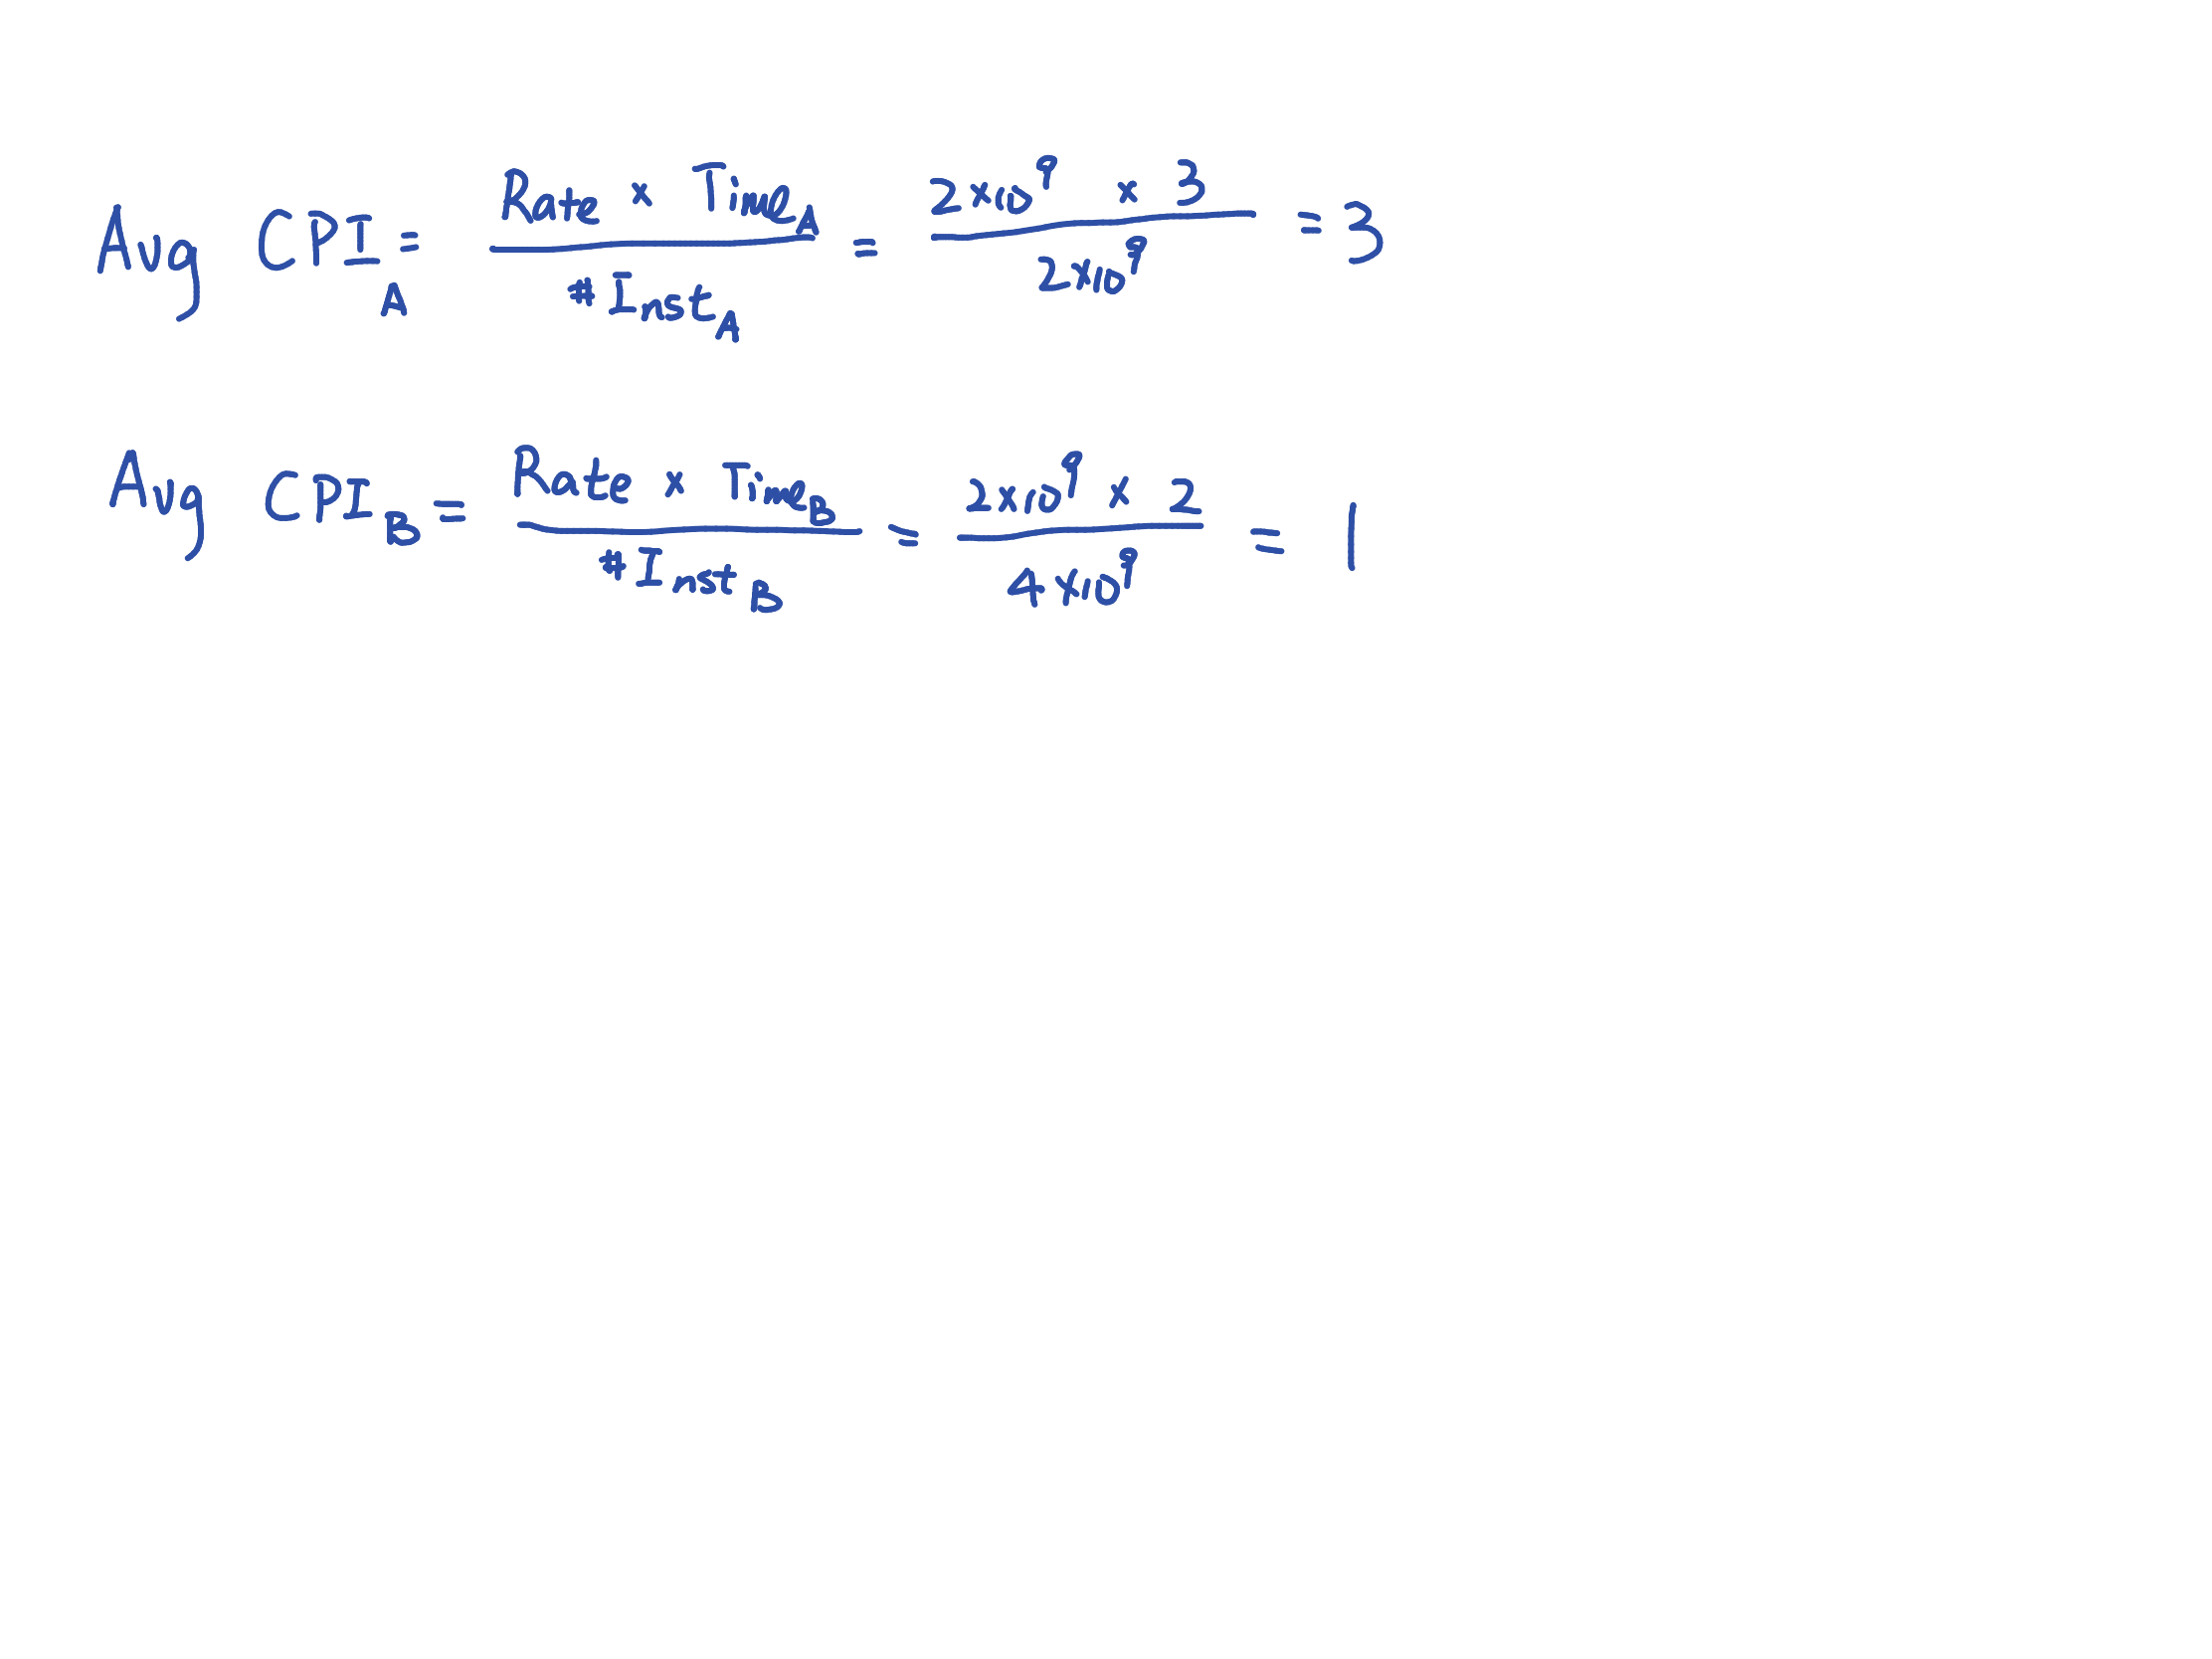 Avg CPI_A = (Rate × Time_A) / (# Inst_A) = (2×10^9 × 3) / (2×10^9) = 3
Avg CPI_B = (Rate × Time_B) / (# Inst_B) = (2×10^9 × 2) / (4×10^9) = 1